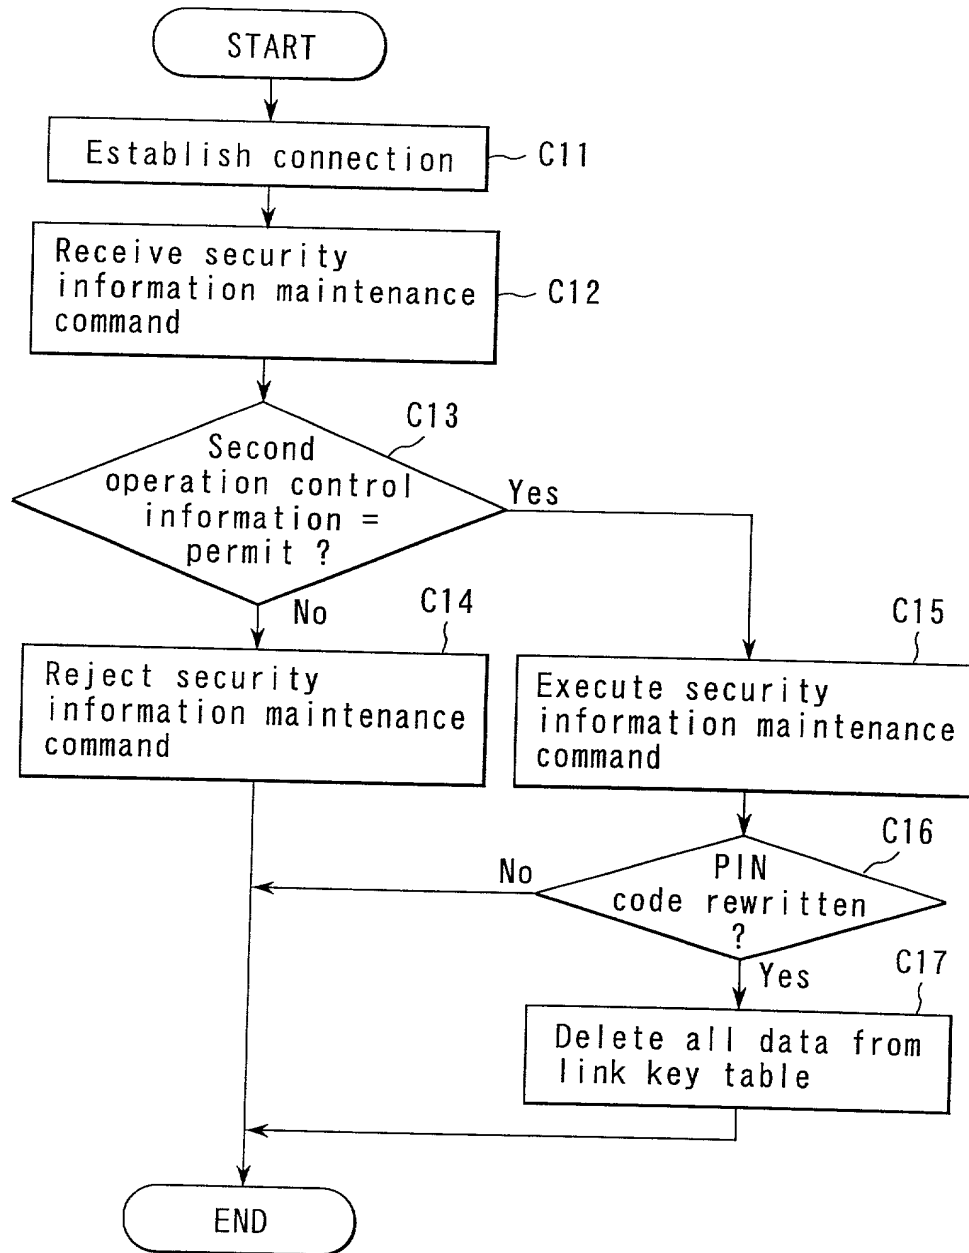 START
Establish connection
C11
Receive security
information maintenance
command
C12
C13
Second
operation control
information =
permit ?
Yes
No
C14
Reject security
information maintenance
command
C15
Execute security
information maintenance
command
C16
PIN
code rewritten
?
No
Yes
C17
Delete all data from
link key table
END